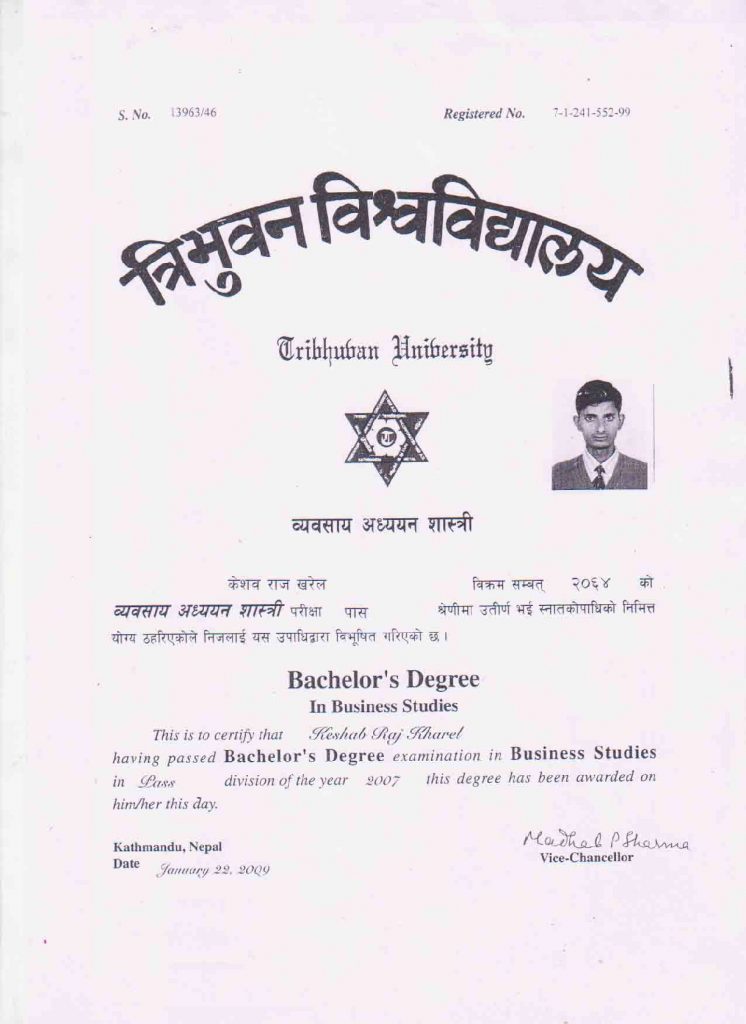 S. No. 13963/46 Registered No. 7-1-241-552-99
त्रिभुवन विश्वविद्यालय
Tribhuvan University
व्यवसाय अध्ययन शास्त्री
केशव राज खरेल विक्रम सम्बत् २०६४ को
व्यवसाय अध्ययन शास्त्री परीक्षा पास श्रेणीमा उतीर्ण भई स्नातकोपाधिको निमित्त
योग्य ठहरिएकोले निजलाई यस उपाधिद्वारा विभूषित गरिएको छ ।
Bachelor's Degree
In Business Studies
This is to certify that Keshab Raj Kharel
having passed Bachelor's Degree examination in Business Studies
in Pass division of the year 2007 this degree has been awarded on
him/her this day.
Kathmandu, Nepal Madhab P Sharma
Date January 22, 2009 Vice-Chancellor